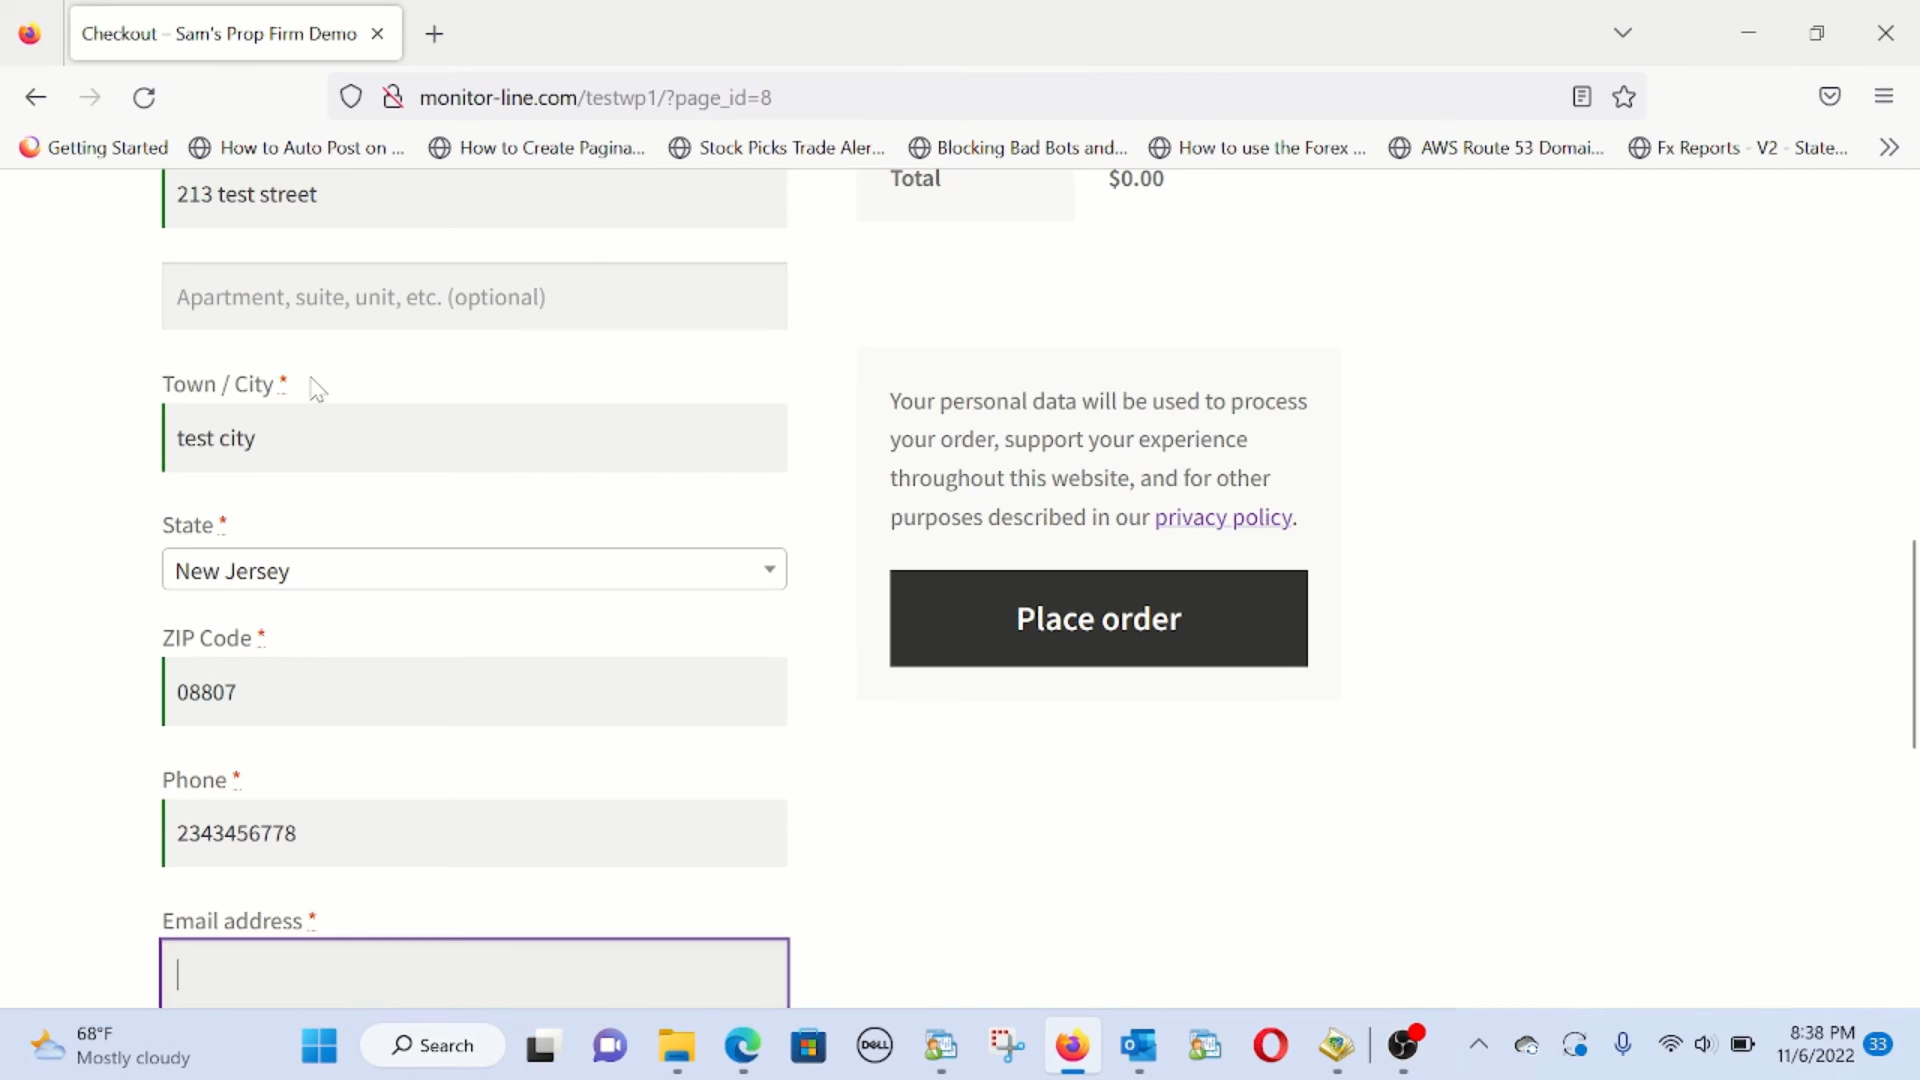 Checkout – Sam's Prop Firm Demo
monitor-line.com/testwp1/?page_id=8
Getting Started
How to Auto Post on ...
How to Create Pagina...
Stock Picks Trade Aler...
Blocking Bad Bots and...
How to use the Forex ...
AWS Route 53 Domai...
Fx Reports - V2 - State...
213 test street
Total
$0.00
Apartment, suite, unit, etc. (optional)
Town / City *
test city
State *
New Jersey
ZIP Code *
08807
Phone *
2343456778
Email address *
Your personal data will be used to process
your order, support your experience
throughout this website, and for other
purposes described in our privacy policy.
Place order
68°F
Mostly cloudy
Search
DELL
8:38 PM
11/6/2022
33